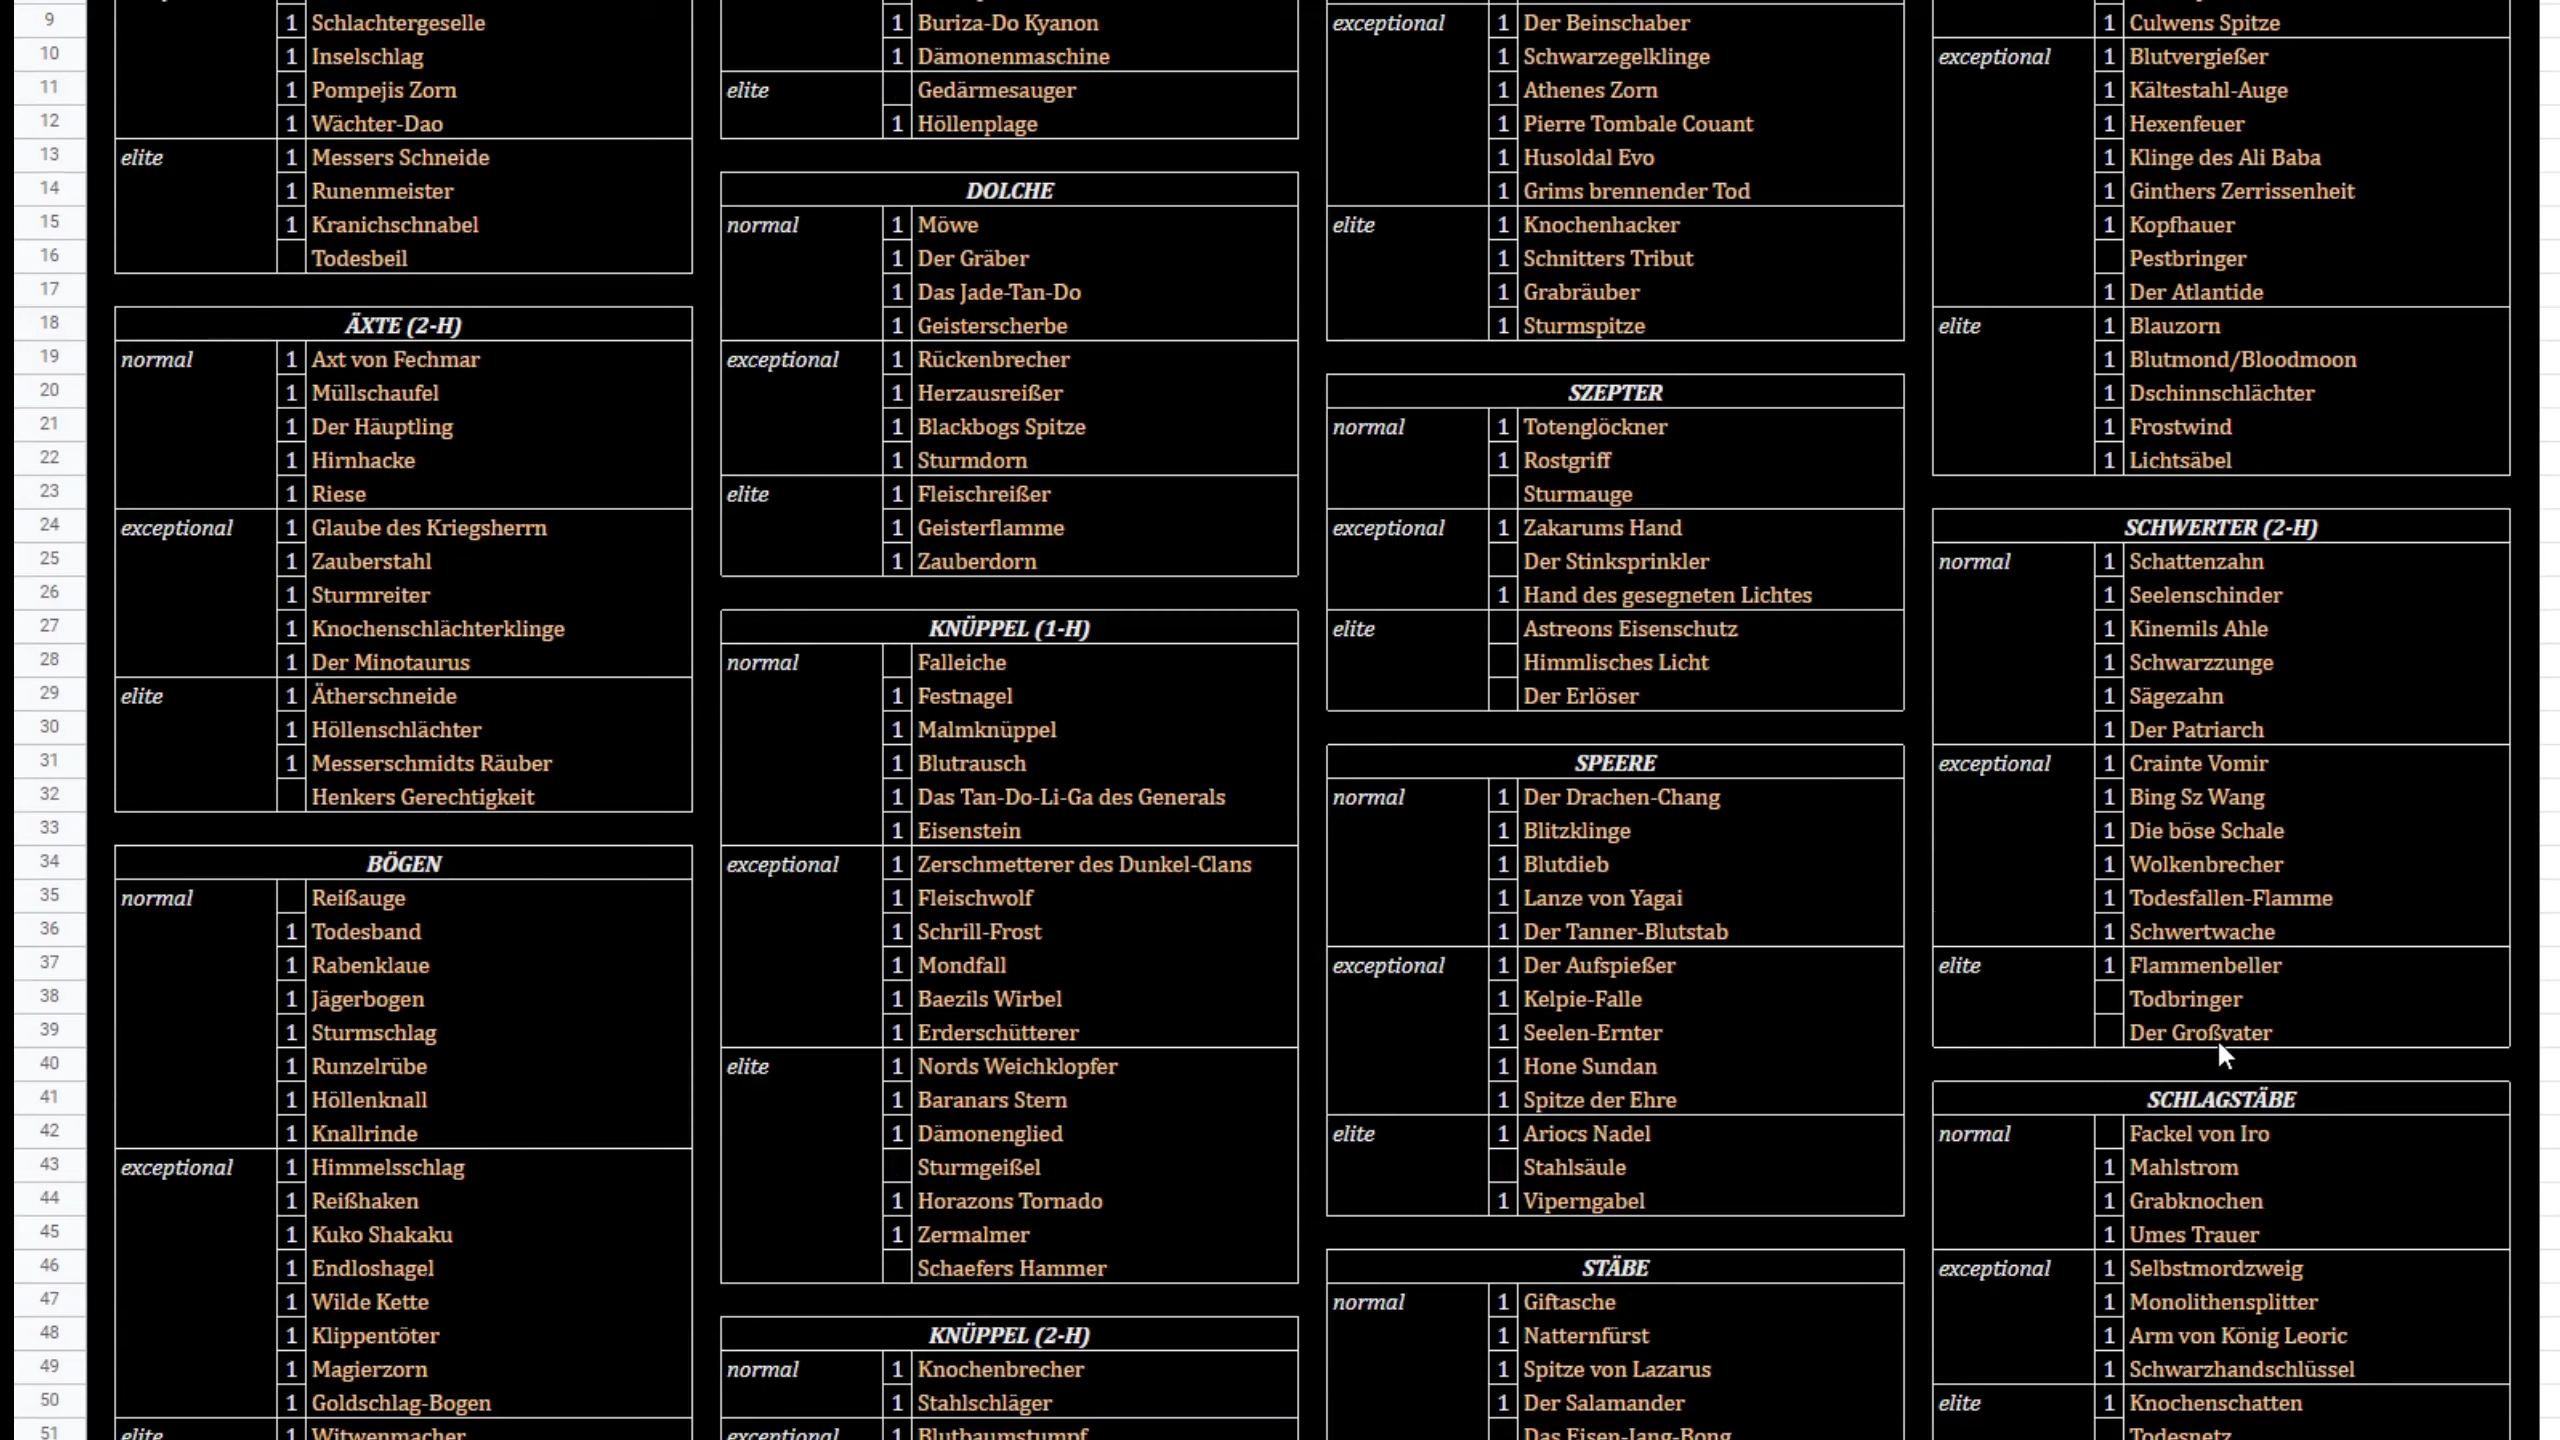 9
10
11
12
13
14
15
16
17
18
19
20
21
22
23
24
25
26
27
28
29
30
31
32
33
34
35
36
37
38
39
40
41
42
43
44
45
46
47
48
49
50
51
1 Schlachtergeselle
1 Inselschlag
1 Pompejis Zorn
1 Wächter-Dao
elite 1 Messers Schneide
1 Runenmeister
1 Kranichschnabel
Todesbeil
ÄXTE (2-H)
normal 1 Axt von Fechmar
1 Müllschaufel
1 Der Häuptling
1 Hirnhacke
1 Riese
exceptional 1 Glaube des Kriegsherrn
1 Zauberstahl
1 Sturmreiter
1 Knochenschlächterklinge
1 Der Minotaurus
elite 1 Ätherschneide
1 Höllenschlächter
1 Messerschmidts Räuber
Henkers Gerechtigkeit
BÖGEN
normal Reißauge
1 Todesband
1 Rabenklaue
1 Jägerbogen
1 Sturmschlag
1 Runzelrübe
1 Höllenknall
1 Knallrinde
exceptional 1 Himmelsschlag
1 Reißhaken
1 Kuko Shakaku
1 Endloshagel
1 Wilde Kette
1 Klippentöter
1 Magierzorn
1 Goldschlag-Bogen
elite 1 Witwenmacher
1 Buriza-Do Kyanon
1 Dämonenmaschine
elite Gedärmesauger
1 Höllenplage
DOLCHE
normal 1 Möwe
1 Der Gräber
1 Das Jade-Tan-Do
1 Geisterscherbe
exceptional 1 Rückenbrecher
1 Herzausreißer
1 Blackbogs Spitze
1 Sturmdorn
elite 1 Fleischreißer
1 Geisterflamme
1 Zauberdorn
KNÜPPEL (1-H)
normal Falleiche
1 Festnagel
1 Malmknüppel
1 Blutrausch
1 Das Tan-Do-Li-Ga des Generals
1 Eisenstein
exceptional 1 Zerschmetterer des Dunkel-Clans
1 Fleischwolf
1 Schrill-Frost
1 Mondfall
1 Baezils Wirbel
1 Erderschütterer
elite 1 Nords Weichklopfer
1 Baranars Stern
1 Dämonenglied
Sturmgeißel
1 Horazons Tornado
1 Zermalmer
Schaefers Hammer
KNÜPPEL (2-H)
normal 1 Knochenbrecher
1 Stahlschläger
exceptional 1 Blutbaumstumpf
exceptional 1 Der Beinschaber
1 Schwarzegelklinge
1 Athenes Zorn
1 Pierre Tombale Couant
1 Husoldal Evo
1 Grims brennender Tod
elite 1 Knochenhacker
1 Schnitters Tribut
1 Grabräuber
1 Sturmspitze
SZEPTER
normal 1 Totenglöckner
1 Rostgriff
Sturmauge
exceptional 1 Zakarums Hand
Der Stinksprinkler
1 Hand des gesegneten Lichtes
elite Astreons Eisenschutz
Himmlisches Licht
Der Erlöser
SPEERE
normal 1 Der Drachen-Chang
1 Blitzklinge
1 Blutdieb
1 Lanze von Yagai
1 Der Tanner-Blutstab
exceptional 1 Der Aufspießer
1 Kelpie-Falle
1 Seelen-Ernter
1 Hone Sundan
1 Spitze der Ehre
elite 1 Ariocs Nadel
Stahlsäule
1 Viperngabel
STÄBE
normal 1 Giftasche
1 Natternfürst
1 Spitze von Lazarus
1 Der Salamander
Das Eisen-Jang-Bong
1 Culwens Spitze
exceptional 1 Blutvergießer
1 Kältestahl-Auge
1 Hexenfeuer
1 Klinge des Ali Baba
1 Ginthers Zerrissenheit
1 Kopfhauer
Pestbringer
1 Der Atlantide
elite 1 Blauzorn
1 Blutmond/Bloodmoon
1 Dschinnschlächter
1 Frostwind
1 Lichtsäbel
SCHWERTER (2-H)
normal 1 Schattenzahn
1 Seelenschinder
1 Kinemils Ahle
1 Schwarzzunge
1 Sägezahn
1 Der Patriarch
exceptional 1 Crainte Vomir
1 Bing Sz Wang
1 Die böse Schale
1 Wolkenbrecher
1 Todesfallen-Flamme
1 Schwertwache
elite 1 Flammenbeller
Todbringer
Der Großvater
SCHLAGSTÄBE
normal Fackel von Iro
1 Mahlstrom
1 Grabknochen
1 Umes Trauer
exceptional 1 Selbstmordzweig
1 Monolithensplitter
1 Arm von König Leoric
1 Schwarzhandschlüssel
elite 1 Knochenschatten
Todesnetz